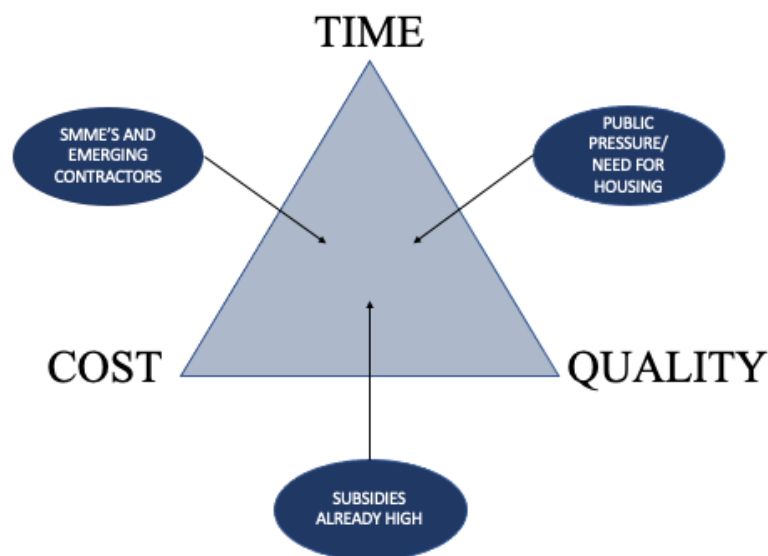 TIME
SMME'S AND
EMERGING
CONTRACTORS
PUBLIC
PRESSURE/
NEED FOR
HOUSING
COST
QUALITY
SUBSIDIES
ALREADY HIGH